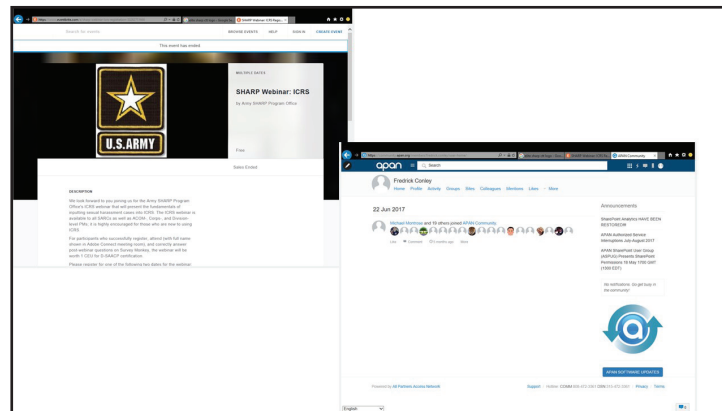 Search for events
BROWSE EVENTS HELP SIGN IN CREATE EVENT
This event has ended
U.S.ARMY
MULTIPLE DATES
SHARP Webinar: ICRS
by Army SHARP Program Office
Free
Sales Ended
DESCRIPTION
We look forward to you joining us for the Army SHARP Program
Office's ICRS webinar that will present the fundamentals of
inputting sexual harassment cases into ICRS. The ICRS webinar is
available to all SARCs as well as ACOM, Corps, and Division
level PMs. It is highly encouraged for those who are new to using
ICRS.
For participants who successfully register, attend (with full name
shown in Adobe Connect meeting room), and correctly answer
post-webinar questions on Survey Monkey, the webinar will be
worth 1 CEU for D-SAACP certification.
Please register for one of the following two dates for the webinar.
apan
Search
Fredrick Conley
Home Profile Activity Groups Sites Colleagues Mentions Likes More
22 Jun 2017
and 19 others joined APAN Community.
Like Comment months ago More
Announcements
SharePoint Analytics HAVE BEEN
RESTORED!
APAN Authorized Service
Interruptions July-August 2017
APAN SharePoint User Group
(ASPUG) Presents SharePoint
Permissions 19 May 1900 GMT
(1500 EDT)
No notifications. Go get busy in
the community!
APAN SOFTWARE UPDATES
Powered by All Partners Access Network
Support Privacy Terms
English